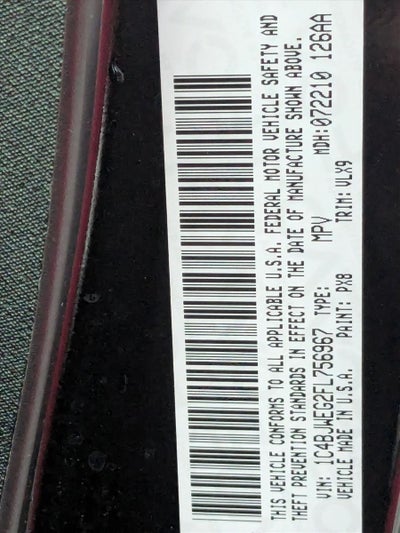 THIS VEHICLE CONFORMS TO ALL APPLICABLE U.S.A. FEDERAL MOTOR VEHICLE SAFETY AND
THEFT PREVENTION STANDARDS IN EFFECT ON THE DATE OF MANUFACTURE SHOWN ABOVE.
VIN: 1C4BJWEG2FL756967 TYPE: MPV MDH:072210 126AA
VEHICLE MADE IN U.S.A. PAINT: PX8 TRIM: VLX9